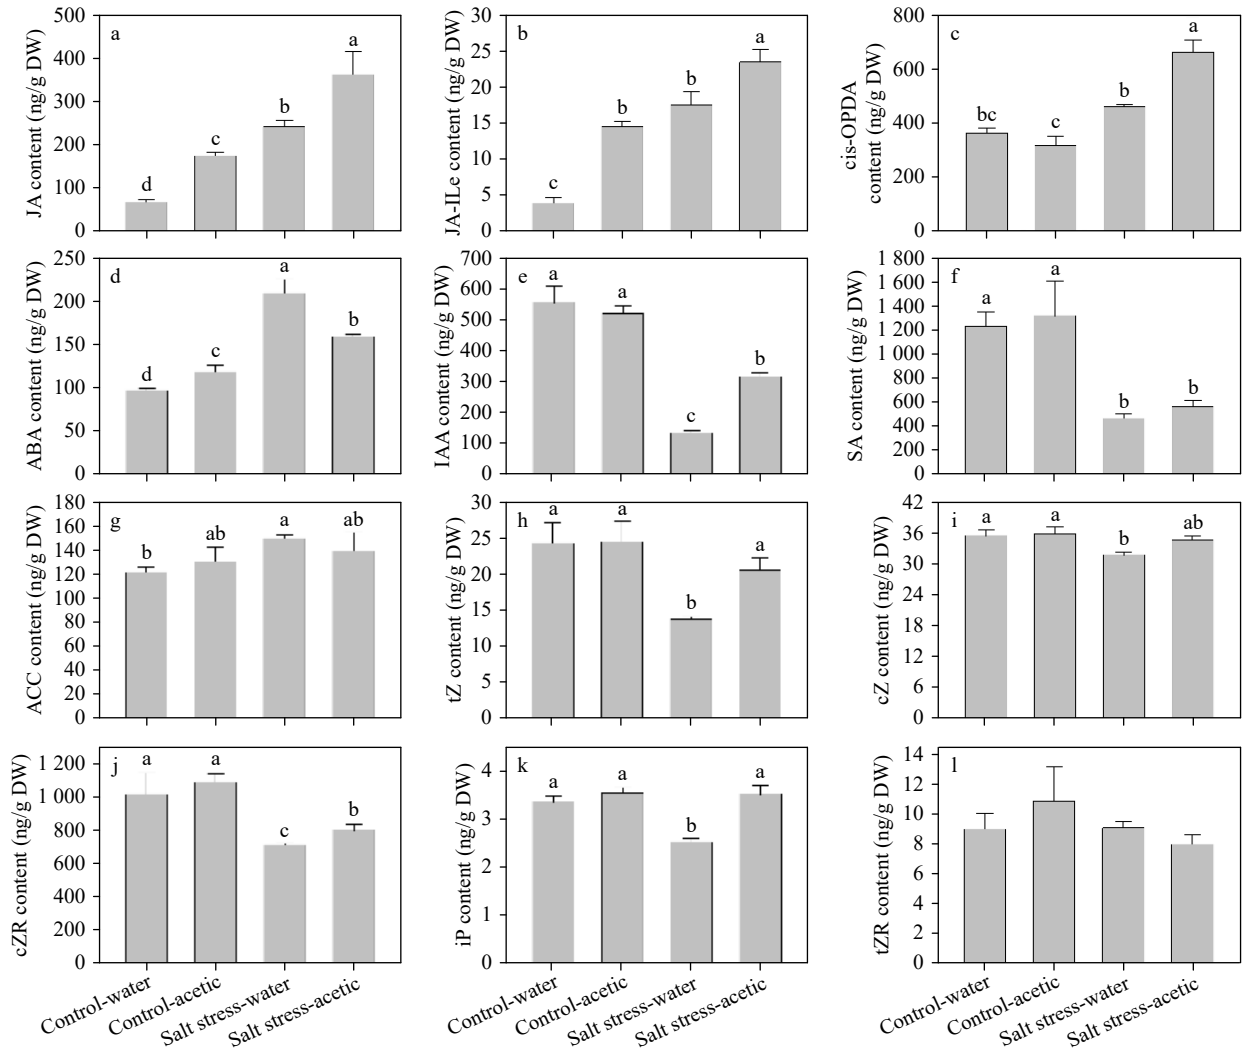 a
JA content (ng/g DW)
500
400
300
200
100
0
d
c
b
a
b
JA-ILe content (ng/g DW)
30
25
20
15
10
5
0
c
b
b
a
c
cis-OPDA
content (ng/g DW)
800
600
400
200
0
bc
c
b
a
d
ABA content (ng/g DW)
250
200
150
100
50
0
d
c
a
b
e
IAA content (ng/g DW)
700
600
500
400
300
200
100
0
a
a
c
b
f
SA content (ng/g DW)
1 800
1 600
1 400
1 200
1 000
800
600
400
200
0
a
a
b
b
g
ACC content (ng/g DW)
180
160
140
120
100
80
60
40
20
0
b
ab
a
ab
h
tZ content (ng/g DW)
30
25
20
15
10
5
0
a
a
b
a
i
cZ content (ng/g DW)
42
36
30
24
18
12
6
0
a
a
b
ab
j
cZR content (ng/g DW)
1 200
1 000
800
600
400
200
0
a
a
c
b
Control-water
Control-acetic
Salt stress-water
Salt stress-acetic
k
iP content (ng/g DW)
4
3
2
1
0
a
a
b
a
Control-water
Control-acetic
Salt stress-water
Salt stress-acetic
l
tZR content (ng/g DW)
14
12
10
8
6
4
2
0
Control-water
Control-acetic
Salt stress-water
Salt stress-acetic